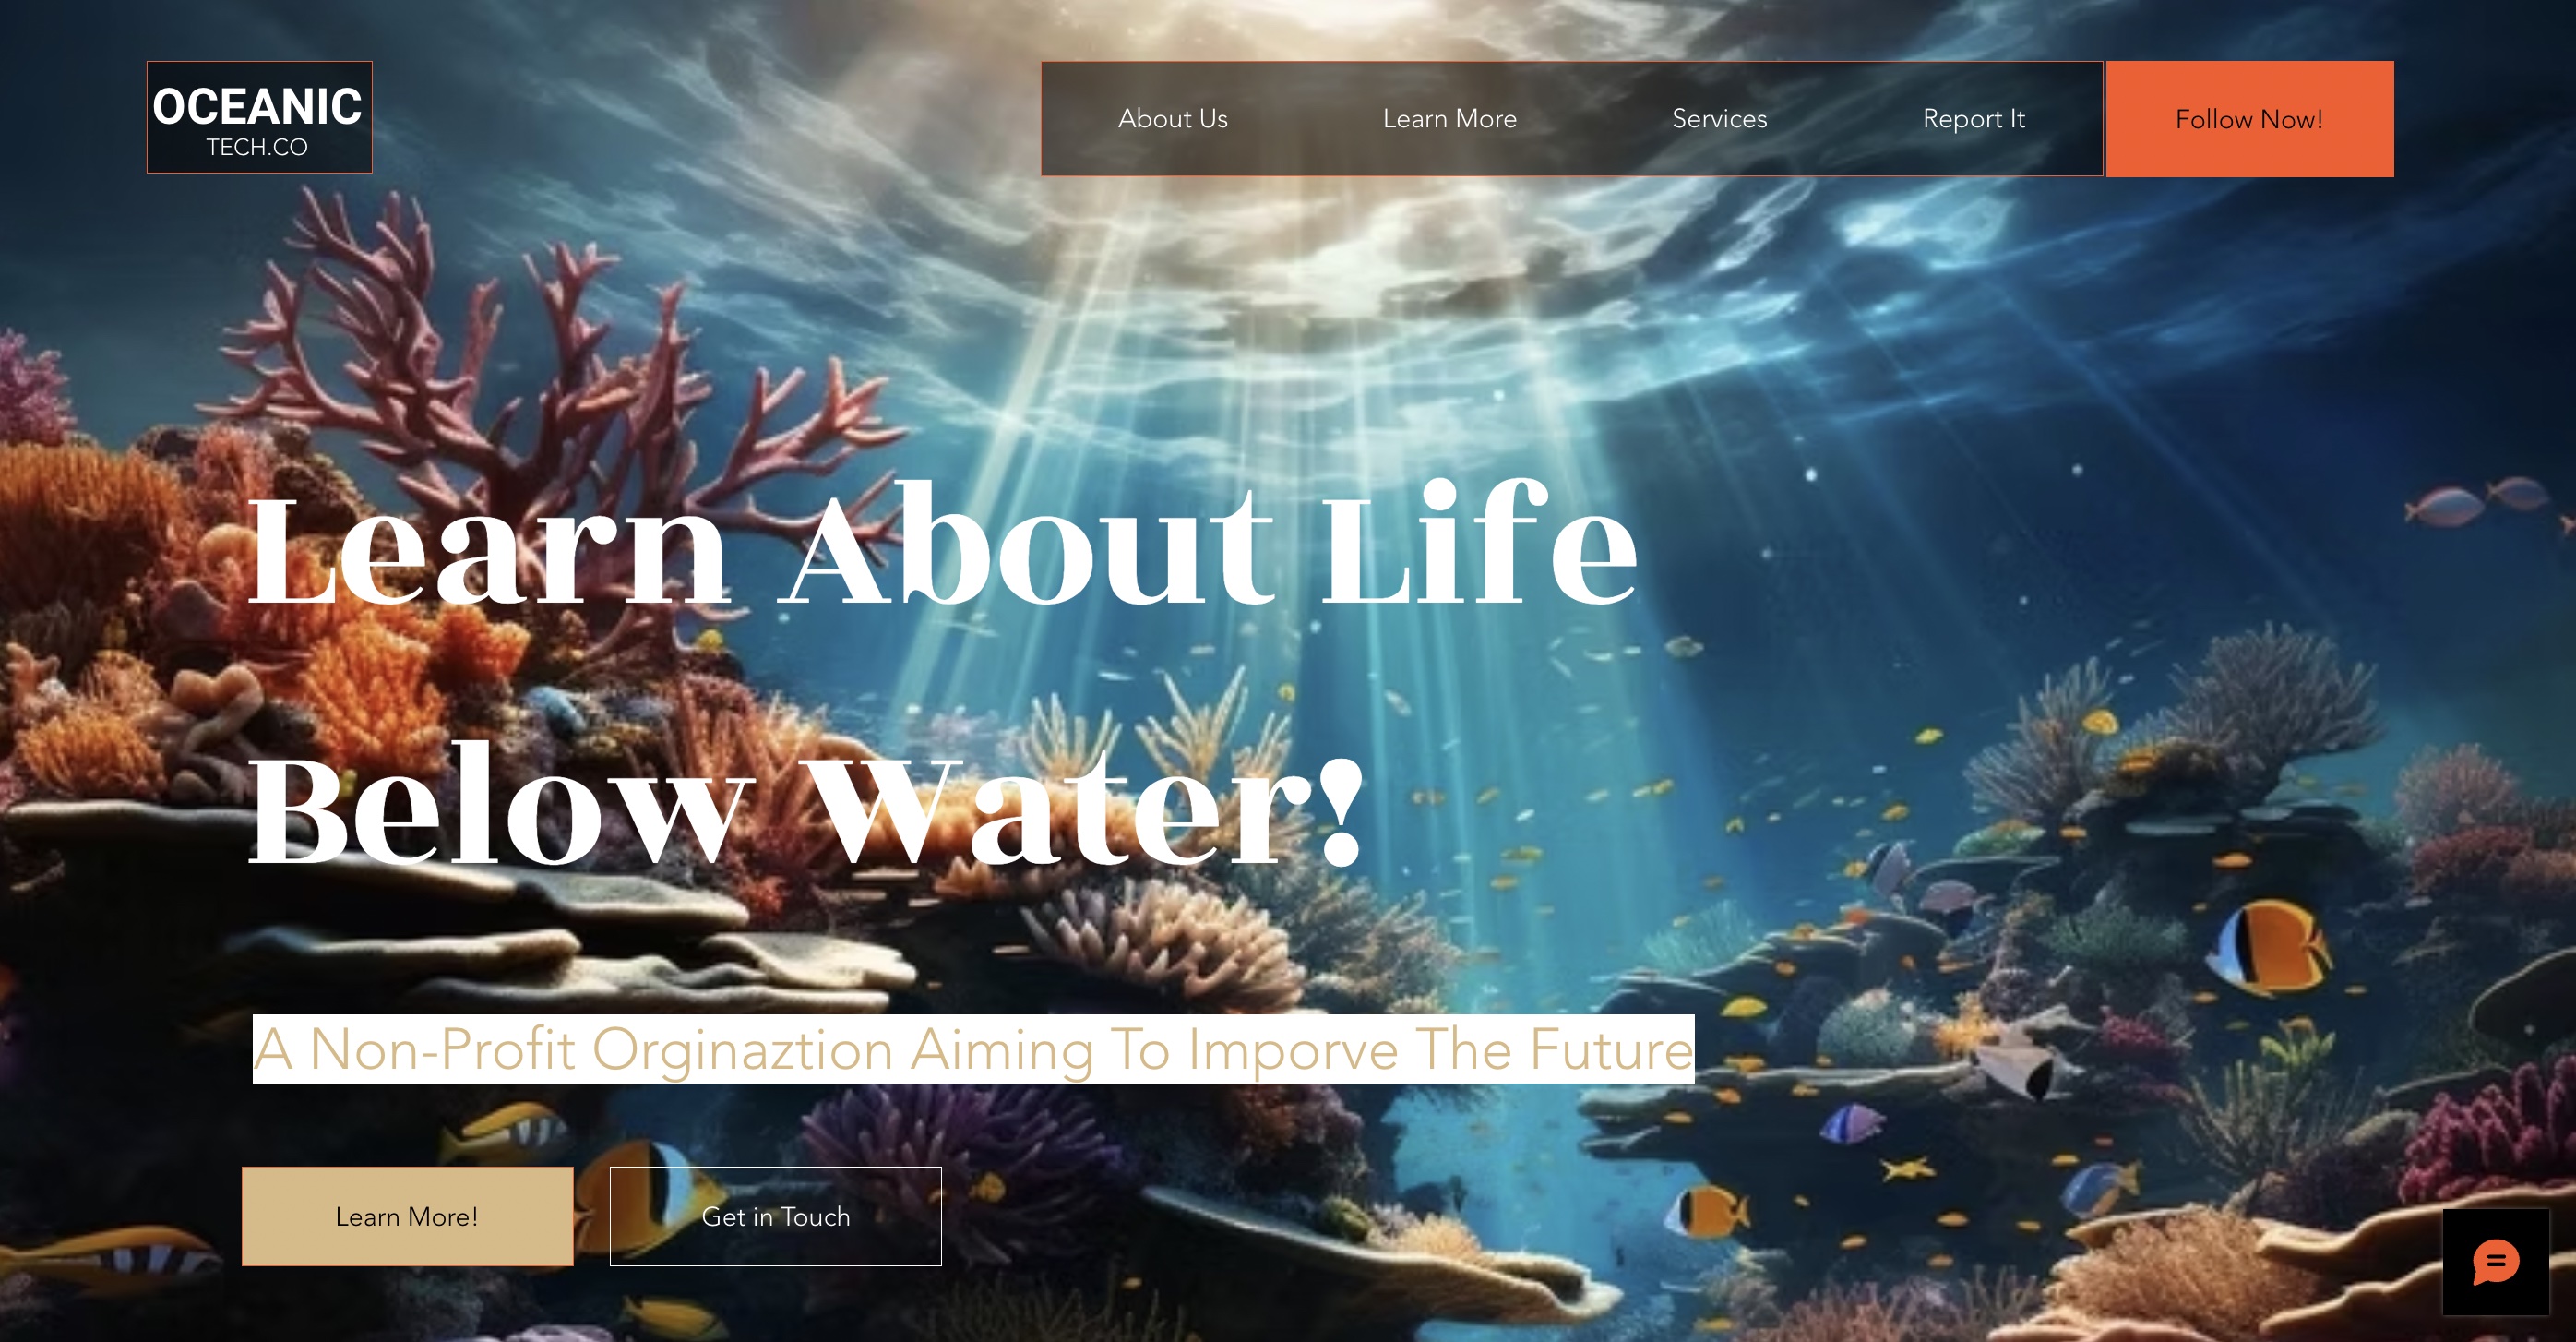 OCEANIC
TECH.CO
About Us
Learn More
Services
Report It
Follow Now!
Learn About Life
Below Water!
A Non-Profit Orginaztion Aiming To Imporve The Future
Learn More!
Get in Touch